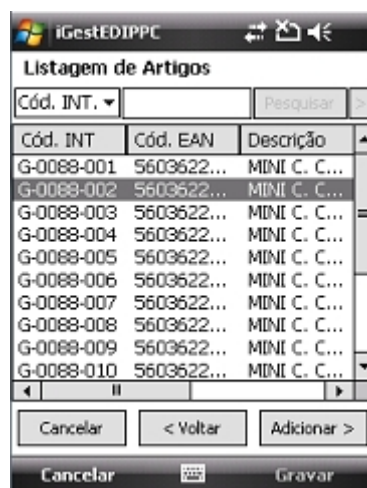 iGestEDIPPC
Listagem de Artigos
Cód. INT. Pesquisar >
Cód. INT Cód. EAN Descrição
G-0088-001 5603622... MINI C. C...
G-0088-002 5603622... MINI C. C...
G-0088-003 5603622... MINI C. C...
G-0088-004 5603622... MINI C. C...
G-0088-005 5603622... MINI C. C...
G-0088-006 5603622... MINI C. C...
G-0088-007 5603622... MINI C. C...
G-0088-008 5603622... MINI C. C...
G-0088-009 5603622... MINI C. C...
G-0088-010 5603622... MINI C. C...
Cancelar < Voltar Adicionar >
Cancelar Gravar